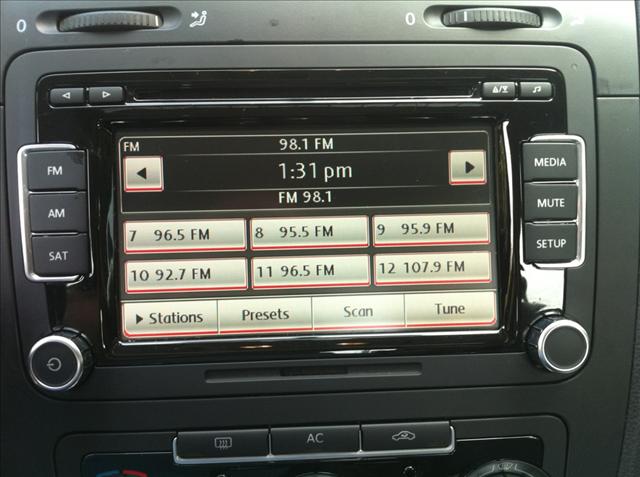 0
0
FM 98.1 FM
1:31 pm
FM 98.1
7 96.5 FM 8 95.5 FM 9 95.9 FM
10 92.7 FM 11 96.5 FM 12 107.9 FM
Stations Presets Scan Tune
FM
AM
SAT
MEDIA
MUTE
SETUP
AC